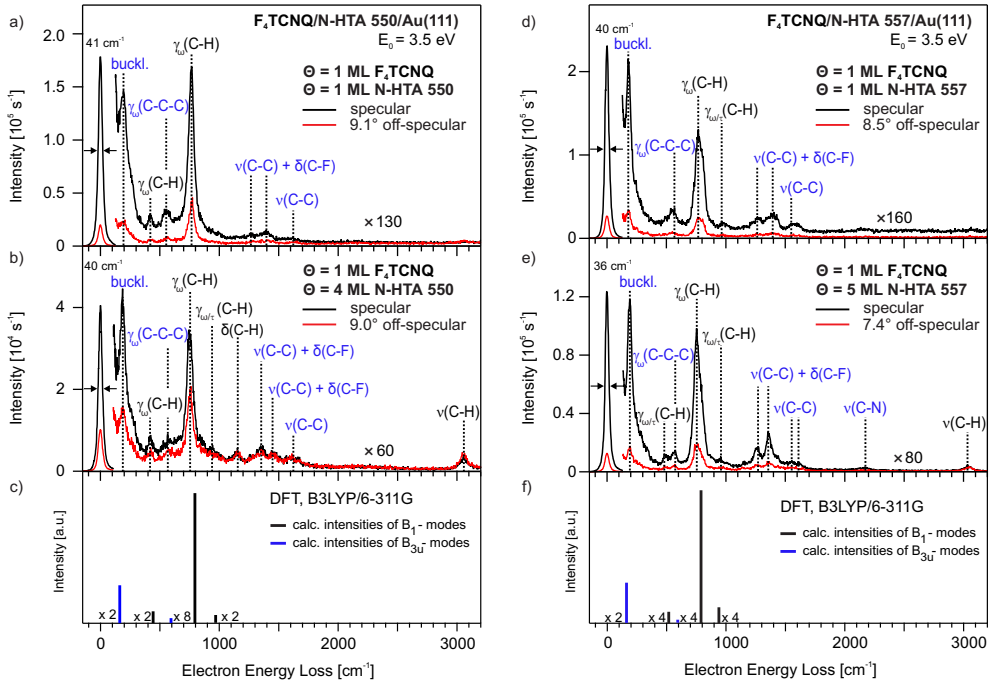 a)
F₄TCNQ/N-HTA 550/Au(111)
E₀ = 3.5 eV
41 cm⁻¹
buckl.
γω(C-H)
Θ = 1 ML F₄TCNQ
Θ = 1 ML N-HTA 550
specular
9.1° off-specular
γω(C-C-C)
γω(C-H)
ν(C-C) + δ(C-F)
ν(C-C)
×130
Intensity [10⁵ s⁻¹]
2.0
1.5
1.0
0.5
0
b)
40 cm⁻¹
buckl.
γω(C-H)
Θ = 1 ML F₄TCNQ
Θ = 4 ML N-HTA 550
specular
9.0° off-specular
γω/τ(C-H)
δ(C-H)
γω(C-C-C)
ν(C-C) + δ(C-F)
ν(C-C) + δ(C-F)
γω(C-H)
ν(C-C)
ν(C-H)
×60
Intensity [10⁴ s⁻¹]
4
2
0
c)
DFT, B3LYP/6-311G
calc. intensities of B₁- modes
calc. intensities of B₃ᵤ- modes
x 2
x 2
x 8
x 2
Intensity [a.u.]
0 1000 2000 3000
Electron Energy Loss [cm⁻¹]
d)
F₄TCNQ/N-HTA 557/Au(111)
E₀ = 3.5 eV
40 cm⁻¹
buckl.
γω(C-H)
Θ = 1 ML F₄TCNQ
Θ = 1 ML N-HTA 557
specular
8.5° off-specular
γω/τ(C-H)
γω(C-C-C)
ν(C-C) + δ(C-F)
ν(C-C)
×160
Intensity [10⁵ s⁻¹]
2
1
0
e)
36 cm⁻¹
buckl.
γω(C-H)
Θ = 1 ML F₄TCNQ
Θ = 5 ML N-HTA 557
specular
7.4° off-specular
γω/τ(C-H)
γω(C-C-C)
ν(C-C) + δ(C-F)
γω/τ(C-H)
ν(C-C)
ν(C-N)
ν(C-H)
×80
Intensity [10⁵ s⁻¹]
1.2
0.8
0.4
0
f)
DFT, B3LYP/6-311G
calc. intensities of B₁- modes
calc. intensities of B₃ᵤ- modes
x 2
x 4
x 4
x 4
Intensity [a.u.]
0 1000 2000 3000
Electron Energy Loss [cm⁻¹]